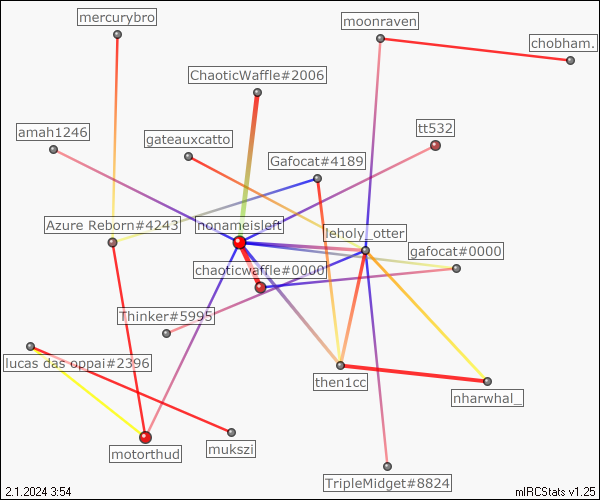 mercurybro
moonraven
chobham.
ChaoticWaffle#2006
amah1246
gateauxcatto
tt532
Gafocat#4189
Azure Reborn#4243
nonameisleft
leholy_otter
gafocat#0000
chaoticwaffle#0000
Thinker#5995
lucas das oppai#2396
then1cc
nharwhal_
motorthud
mukszi
TripleMidget#8824
2.1.2024 3:54
mIRCStats v1.25